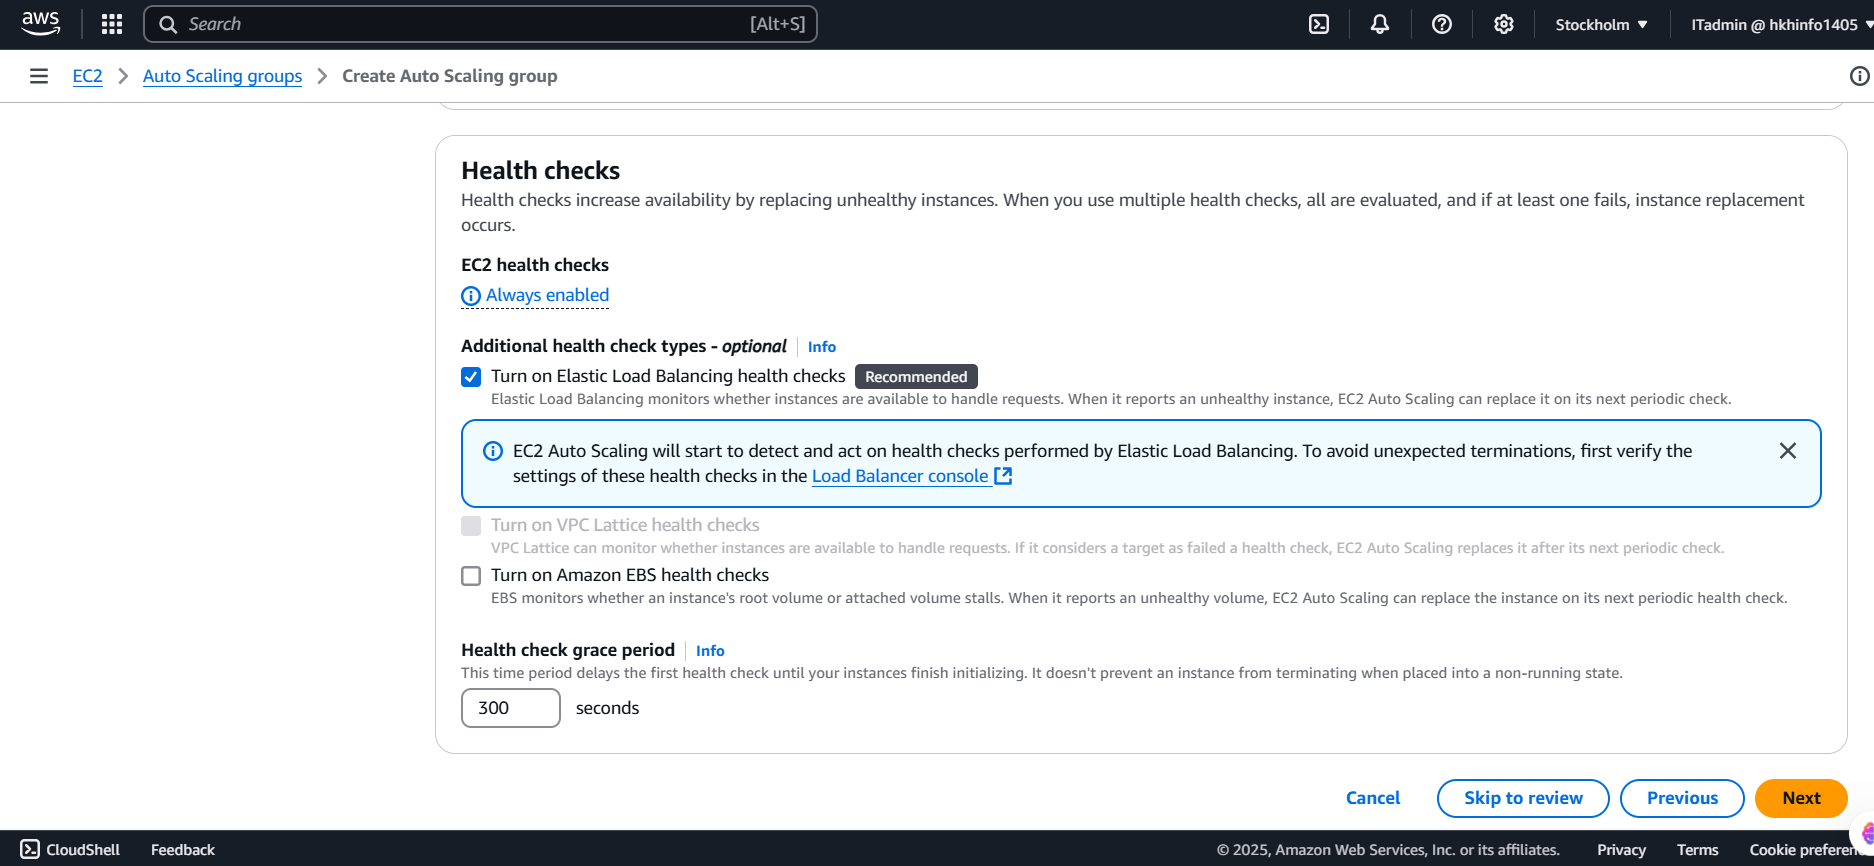 aws
Search
[Alt+S]
Stockholm
ITadmin @ hkhinfo1405
EC2
Auto Scaling groups
Create Auto Scaling group
Health checks
Health checks increase availability by replacing unhealthy instances. When you use multiple health checks, all are evaluated, and if at least one fails, instance replacement
occurs.
EC2 health checks
Always enabled
Additional health check types - optional
Info
Turn on Elastic Load Balancing health checks
Recommended
Elastic Load Balancing monitors whether instances are available to handle requests. When it reports an unhealthy instance, EC2 Auto Scaling can replace it on its next periodic check.
EC2 Auto Scaling will start to detect and act on health checks performed by Elastic Load Balancing. To avoid unexpected terminations, first verify the
settings of these health checks in the Load Balancer console
Turn on VPC Lattice health checks
VPC Lattice can monitor whether instances are available to handle requests. If it considers a target as failed a health check, EC2 Auto Scaling replaces it after its next periodic check.
Turn on Amazon EBS health checks
EBS monitors whether an instance's root volume or attached volume stalls. When it reports an unhealthy volume, EC2 Auto Scaling can replace the instance on its next periodic health check.
Health check grace period
Info
This time period delays the first health check until your instances finish initializing. It doesn't prevent an instance from terminating when placed into a non-running state.
300
seconds
Cancel
Skip to review
Previous
Next
CloudShell
Feedback
© 2025, Amazon Web Services, Inc. or its affiliates.
Privacy
Terms
Cookie preferen